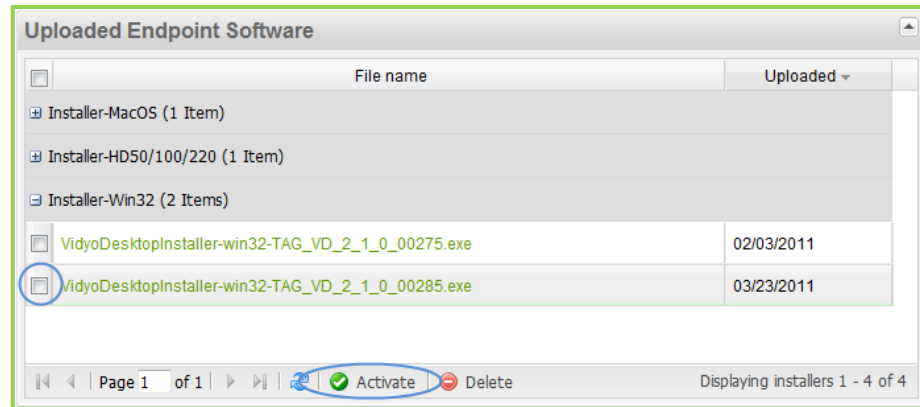 Uploaded Endpoint Software
File name Uploaded
Installer-MacOS (1 Item)
Installer-HD50/100/220 (1 Item)
Installer-Win32 (2 Items)
VidyoDesktopInstaller-win32-TAG_VD_2_1_0_00275.exe 02/03/2011
VidyoDesktopInstaller-win32-TAG_VD_2_1_0_00285.exe 03/23/2011
Page 1 of 1 Activate Delete Displaying installers 1 - 4 of 4